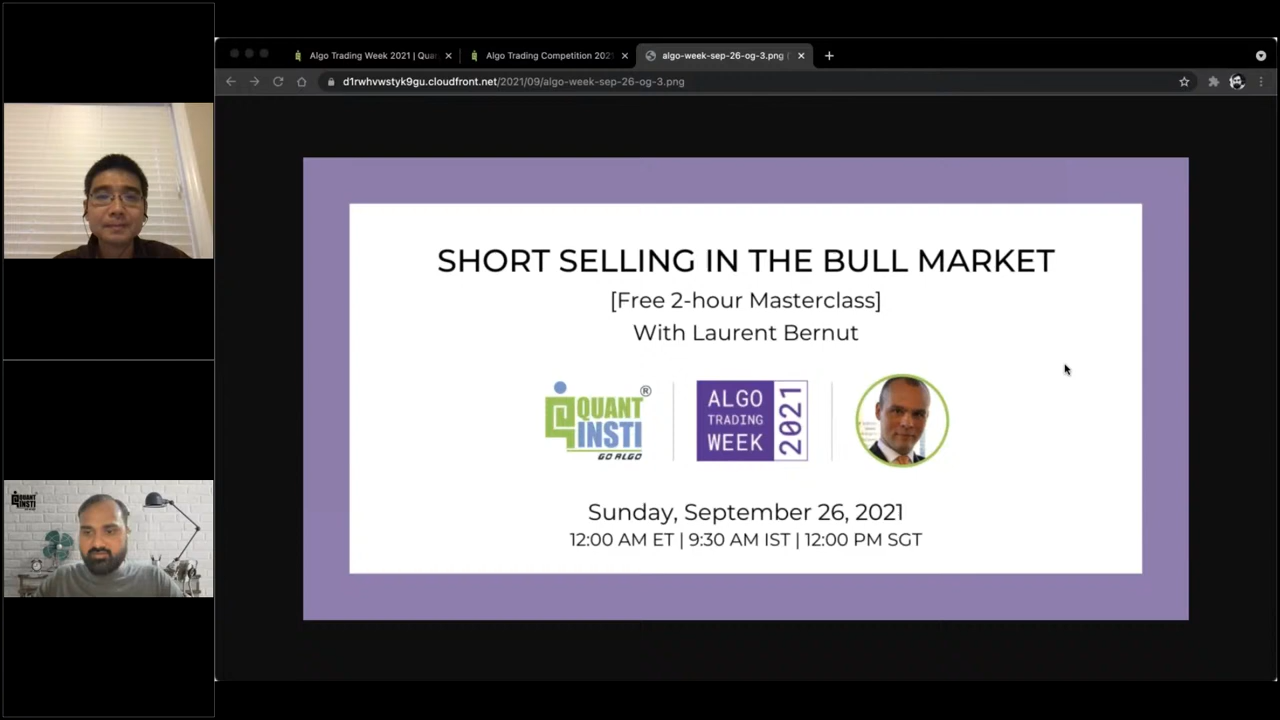 Algo Trading Week 2021 | Qua
Algo Trading Competition 2021
algo-week-sep-26-og-3.png (
d1rwhvwstyk9gu.cloudfront.net/2021/09/algo-week-sep-26-og-3.png
SHORT SELLING IN THE BULL MARKET
[Free 2-hour Masterclass]
With Laurent Bernut
QUANT
INSTI
®
GO ALGO
ALGO
TRADING
WEEK
2021
Sunday, September 26, 2021
12:00 AM ET | 9:30 AM IST | 12:00 PM SGT
QUANT
INSTI